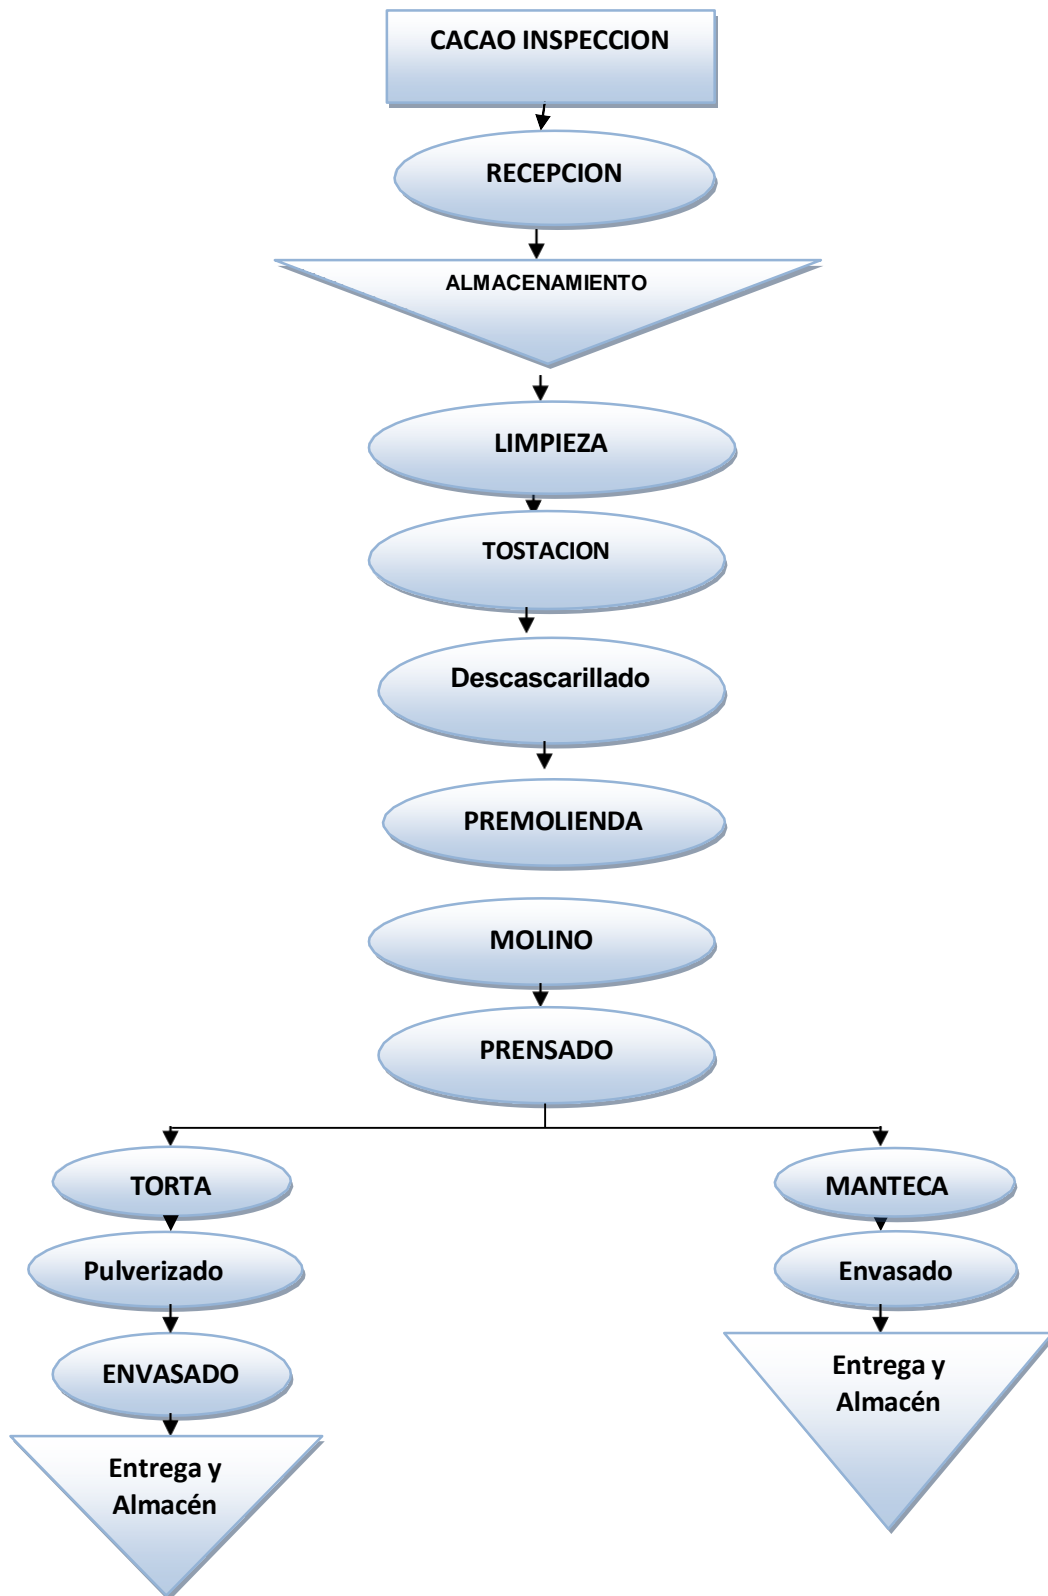 CACAO INSPECCION
RECEPCION
ALMACENAMIENTO
LIMPIEZA
TOSTACION
Descascarillado
PREMOLIENDA
MOLINO
PRENSADO
TORTA
MANTECA
Pulverizado
Envasado
ENVASADO
Entrega y
Almacén
Entrega y
Almacén